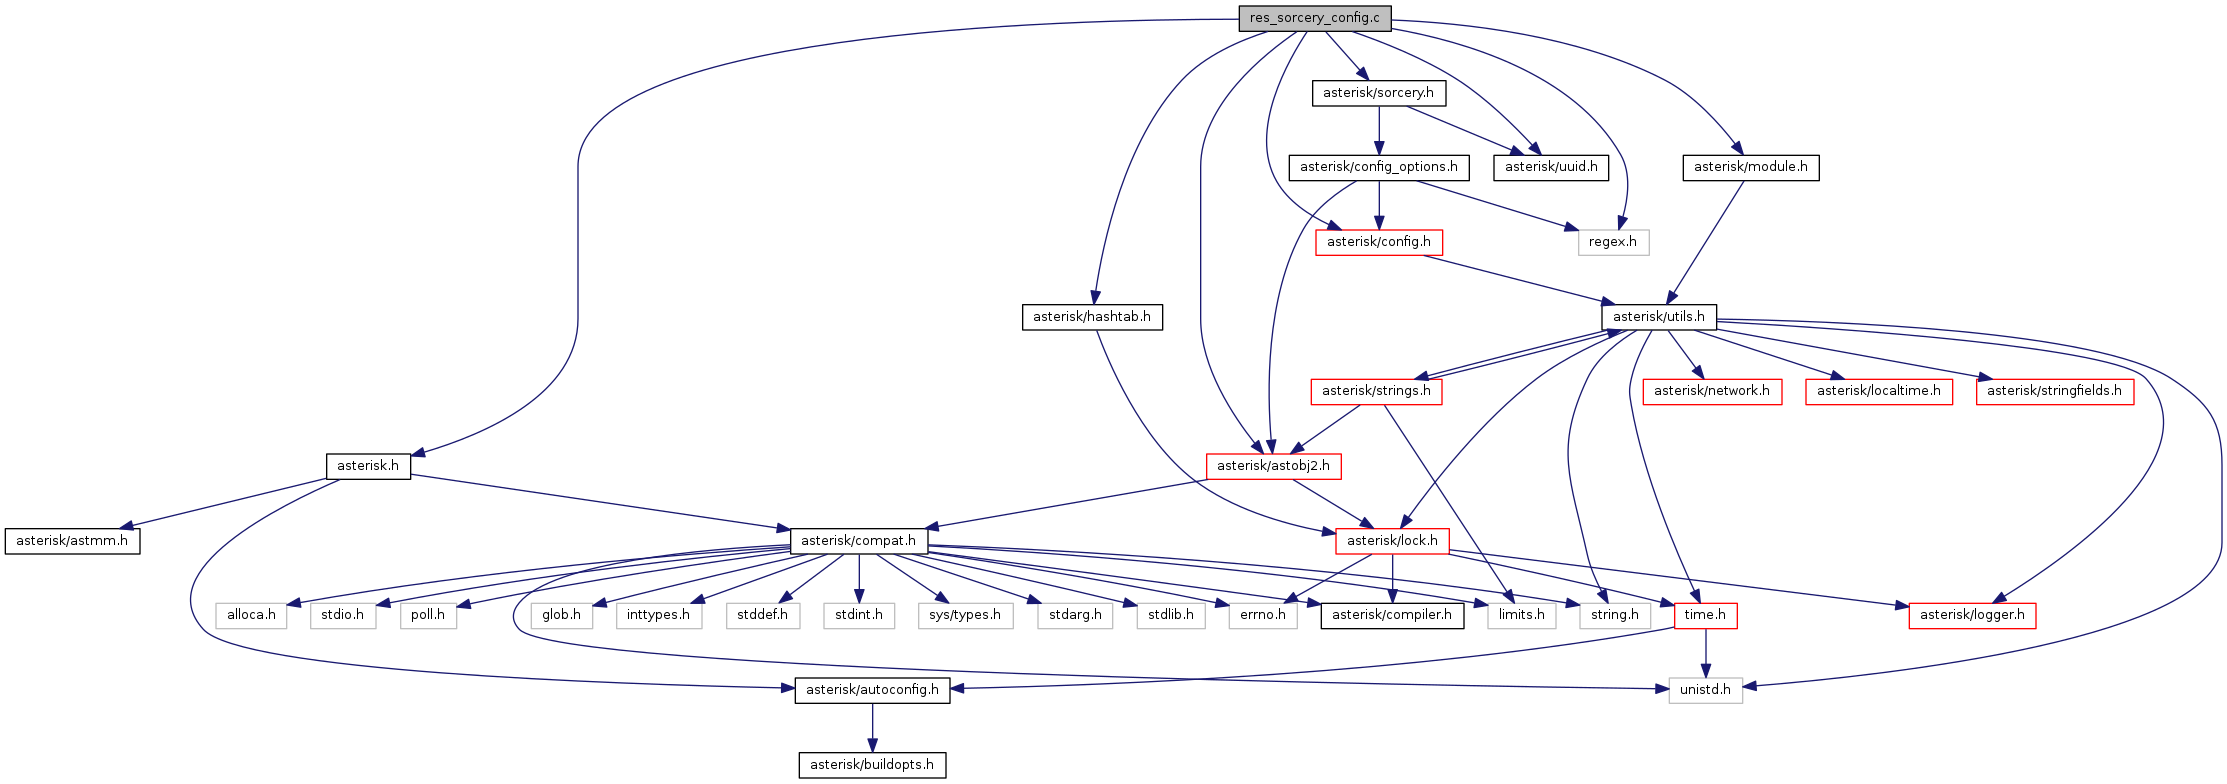 res_sorcery_config.c
asterisk/sorcery.h
asterisk/config_options.h
asterisk/uuid.h
asterisk/module.h
asterisk/config.h
regex.h
asterisk/hashtab.h
asterisk/utils.h
asterisk/strings.h
asterisk/network.h
asterisk/localtime.h
asterisk/stringfields.h
asterisk.h
asterisk/astobj2.h
asterisk/astmm.h
asterisk/compat.h
asterisk/lock.h
alloca.h
stdio.h
poll.h
glob.h
inttypes.h
stddef.h
stdint.h
sys/types.h
stdarg.h
stdlib.h
errno.h
asterisk/compiler.h
limits.h
string.h
time.h
asterisk/logger.h
asterisk/autoconfig.h
unistd.h
asterisk/buildopts.h